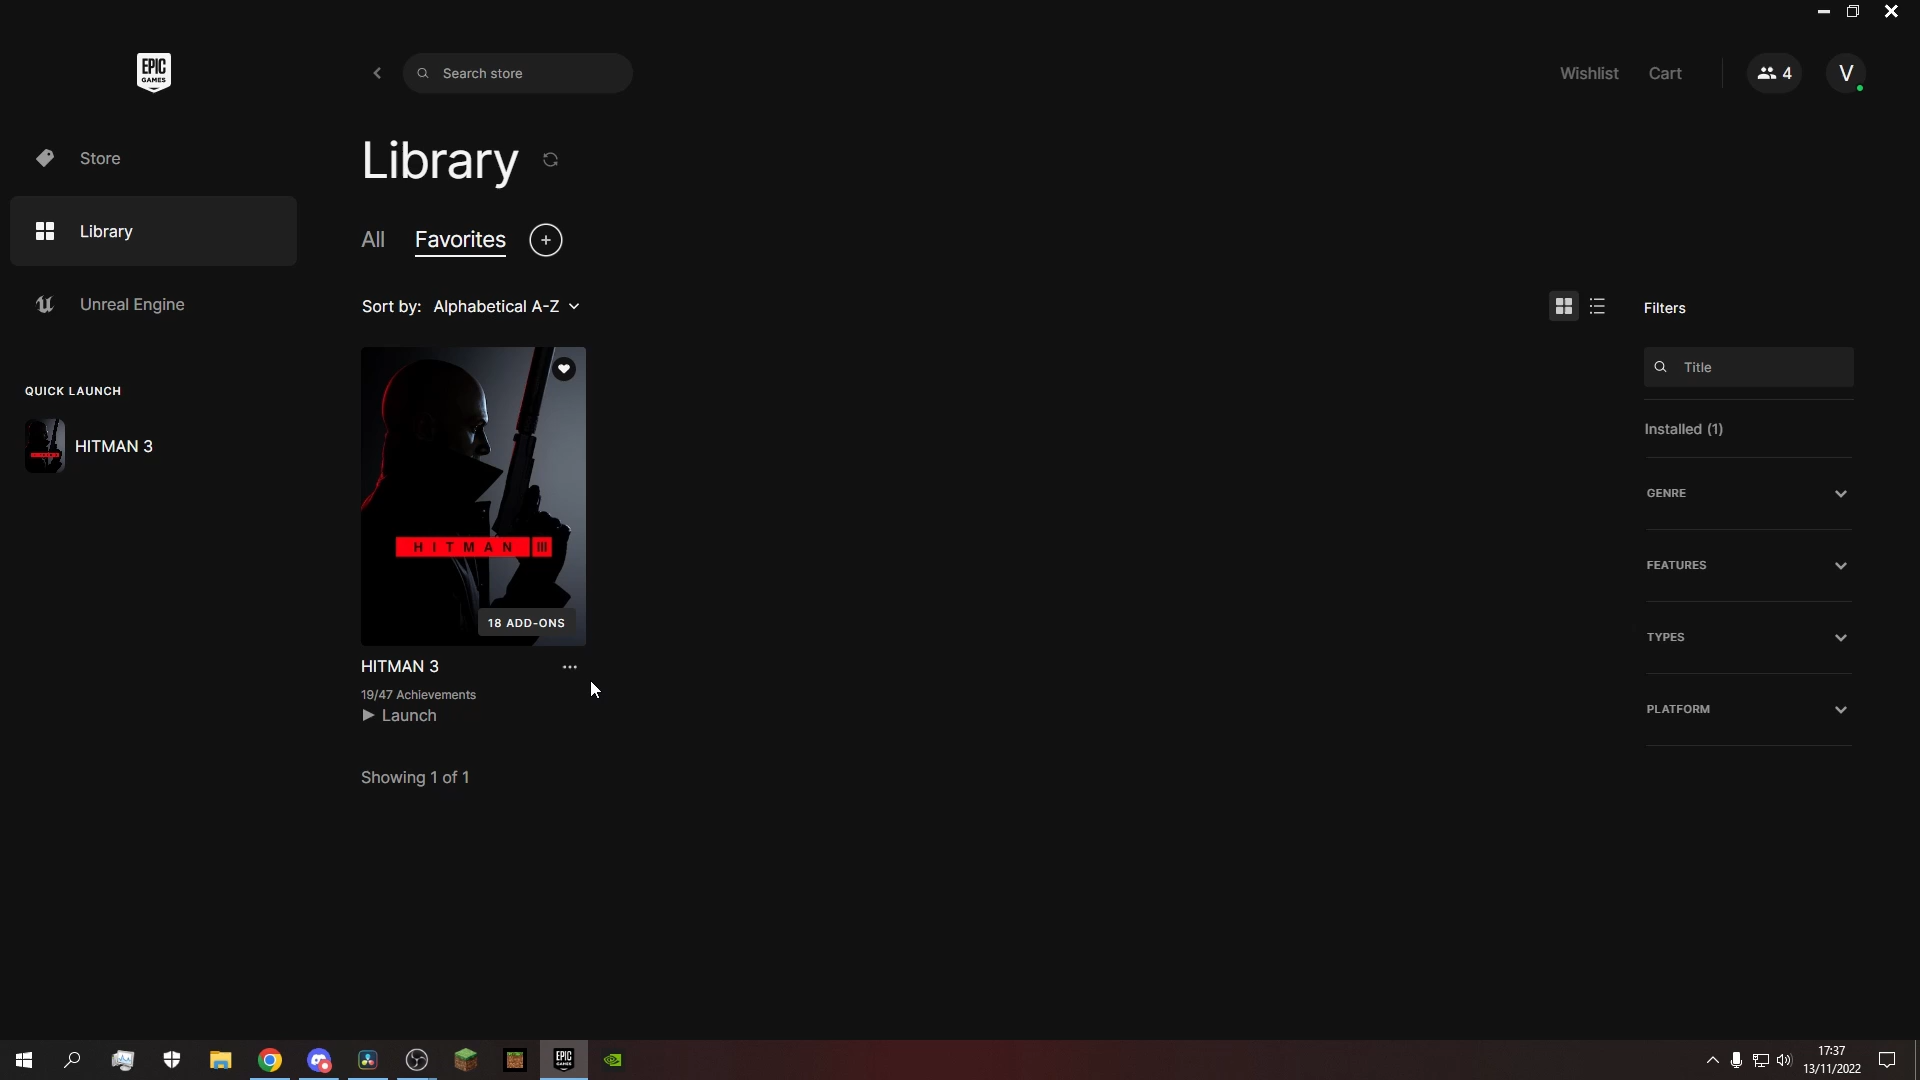 EPIC
GAMES
Search store
Wishlist
Cart
4
V
Store
Library
Library
All
Favorites
+
Unreal Engine
Sort by: Alphabetical A-Z
Filters
Title
QUICK LAUNCH
HITMAN 3
HITMAN III
18 ADD-ONS
HITMAN 3
...
19/47 Achievements
Launch
Showing 1 of 1
Installed (1)
GENRE
FEATURES
TYPES
PLATFORM
EPIC
GAMES
17:37
13/11/2022